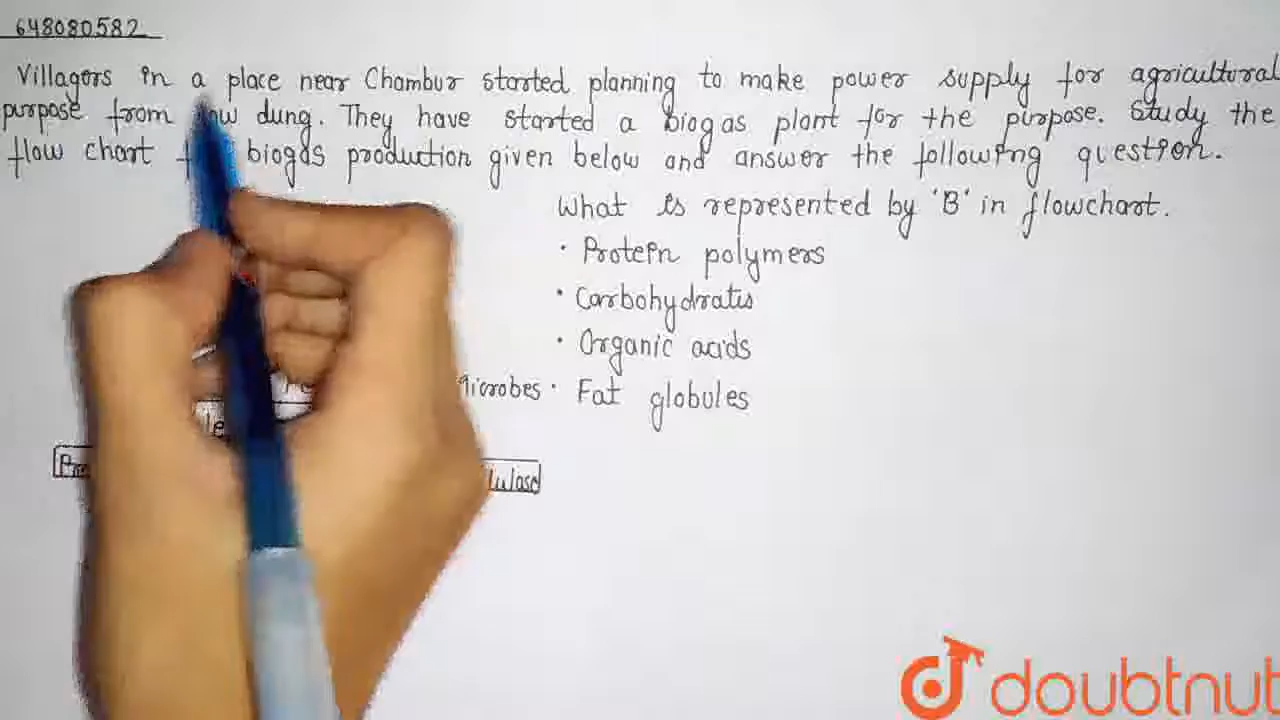 648080582
Villagers in a place near Chambur started planning to make power supply for agricultural
purpose from dung. They have started a biogas plant for the pirpose. Study the
flow chart biogas production given below and answer the following question.
What is represented by 'B' in flowchart.
· Protein polymers
· Carbohydrates
· Organic acids
· Fat globules
doubtnut